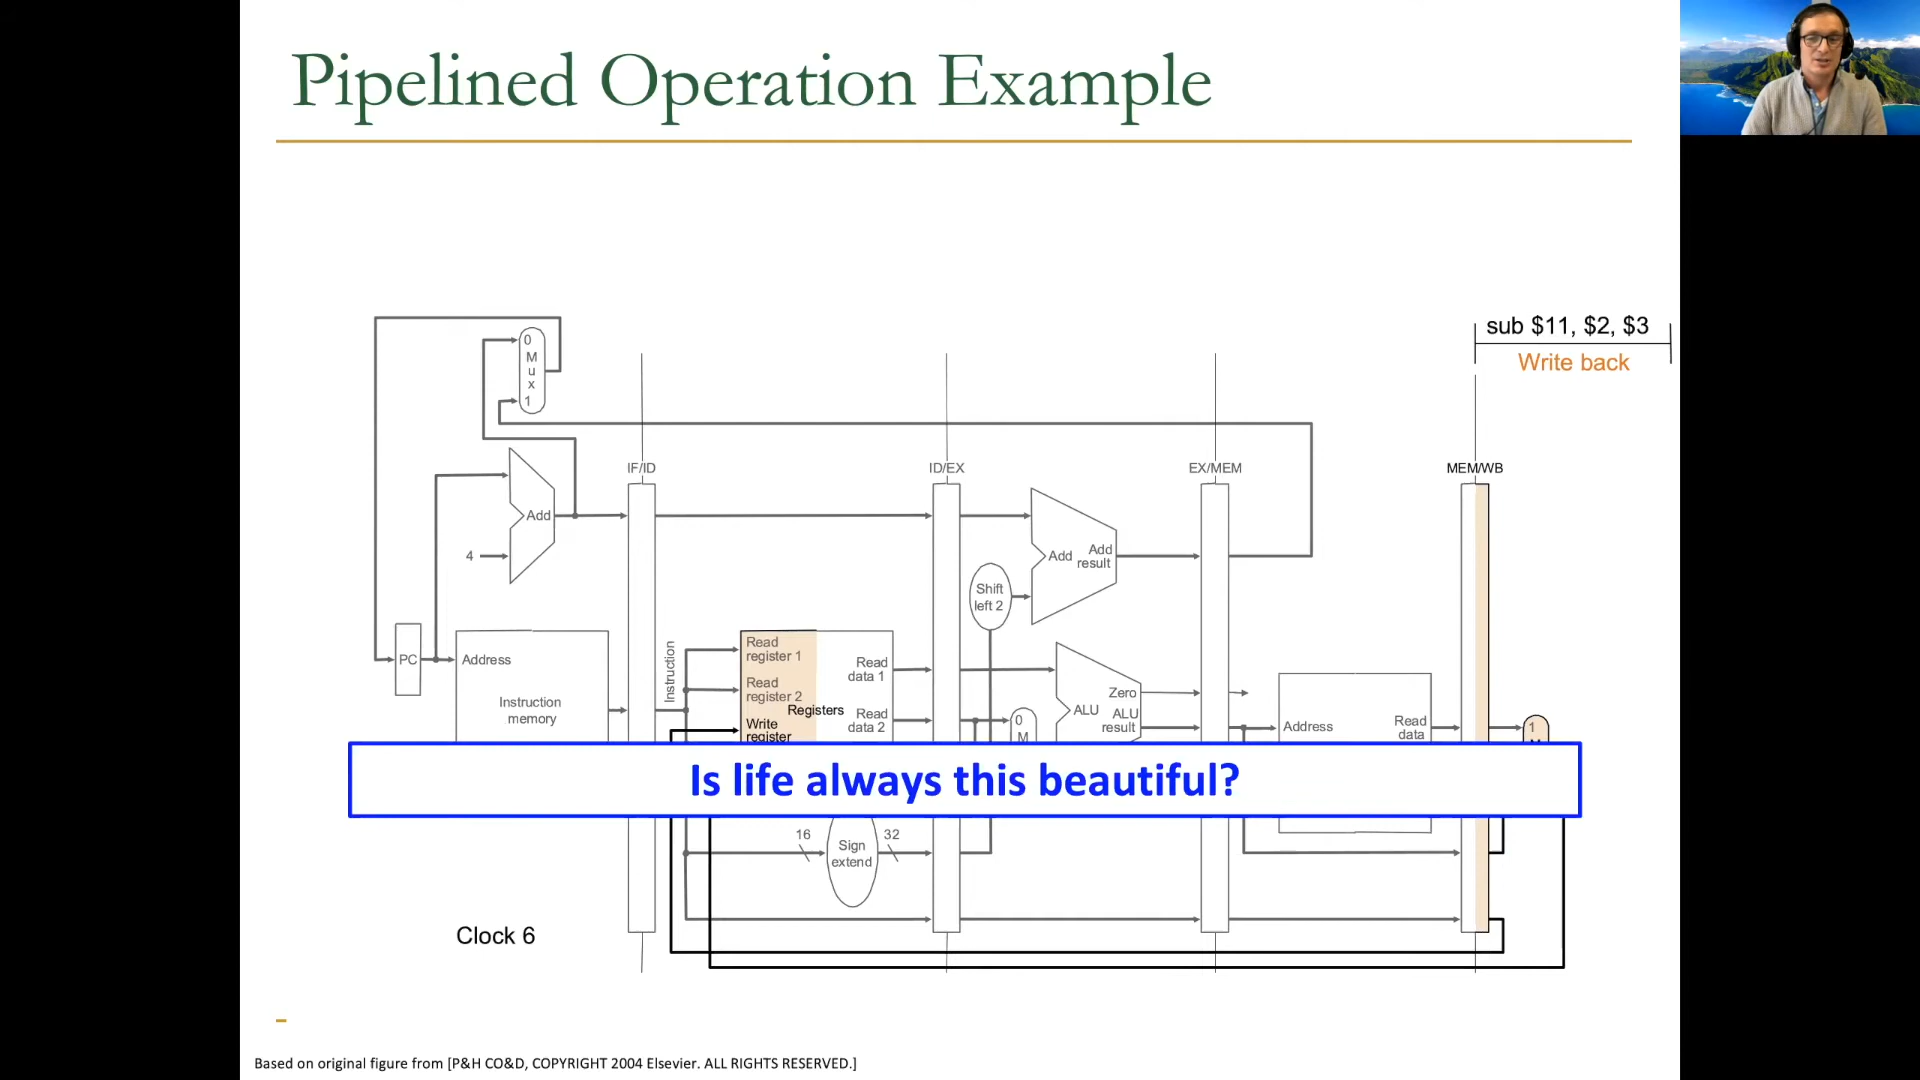 Pipelined Operation Example
sub $11, $2, $3
Write back
0
M
u
x
1
IF/ID
ID/EX
EX/MEM
MEM/WB
Add
4
Add
Add
result
Shift
left 2
PC
Address
Instruction
memory
Instruction
Read
register 1
Read
register 2
Write
register
Registers
Read
data 1
Read
data 2
0
M
Zero
ALU
ALU
result
Address
Read
data
1
Is life always this beautiful?
16
Sign
extend
32
Clock 6
Based on original figure from [P&H CO&D, COPYRIGHT 2004 Elsevier. ALL RIGHTS RESERVED.]